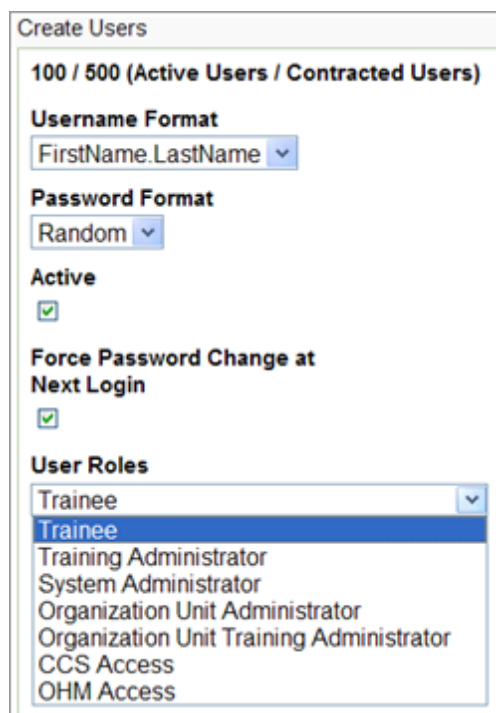 Create Users
100 / 500 (Active Users / Contracted Users)
Username Format
FirstName.LastName
Password Format
Random
Active
Force Password Change at
Next Login
User Roles
Trainee
Trainee
Training Administrator
System Administrator
Organization Unit Administrator
Organization Unit Training Administrator
CCS Access
OHM Access